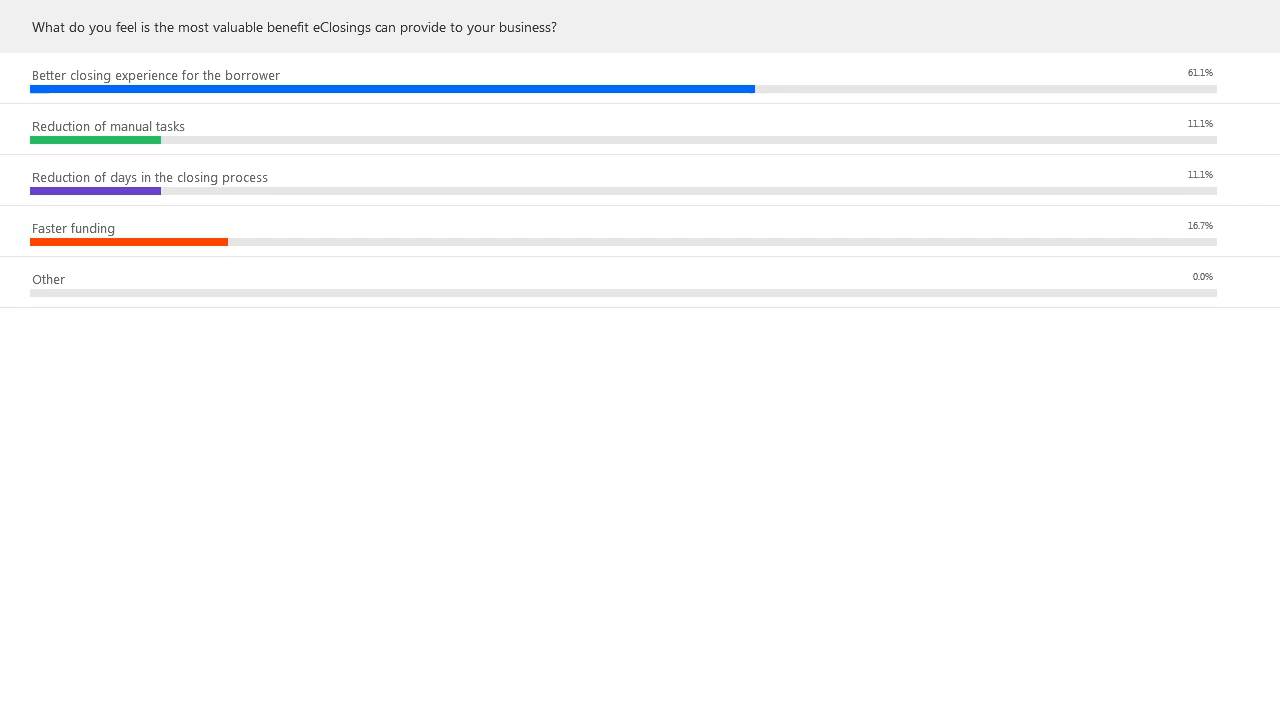 What do you feel is the most valuable benefit eClosings can provide to your business?
Better closing experience for the borrower 61.1%
Reduction of manual tasks 11.1%
Reduction of days in the closing process 11.1%
Faster funding 16.7%
Other 0.0%